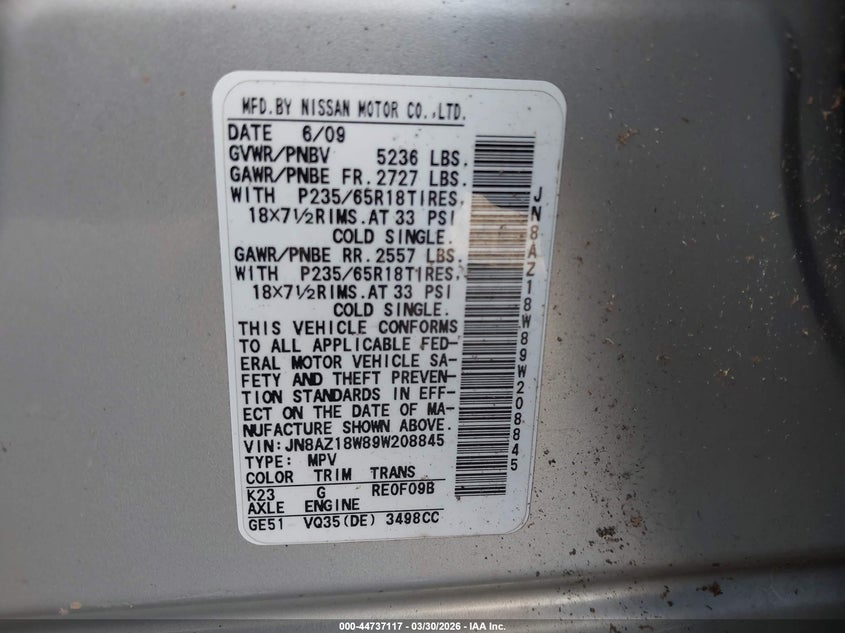 MFD.BY NISSAN MOTOR CO.,LTD.
DATE 6/09
GVWR/PNBV 5236 LBS.
GAWR/PNBE FR.2727 LBS.
WITH P235/65R18TIRES.
18X7½RIMS.AT 33 PSI
COLD SINGLE.
GAWR/PNBE RR.2557 LBS.
WITH P235/65R18TIRES.
18X7½RIMS.AT 33 PSI
COLD SINGLE.
THIS VEHICLE CONFORMS
TO ALL APPLICABLE FED-
ERAL MOTOR VEHICLE SA-
FETY AND THEFT PREVEN-
TION STANDARDS IN EFF-
ECT ON THE DATE OF MA-
NUFACTURE SHOWN ABOVE.
VIN:JN8AZ18W89W208845
TYPE: MPV
COLOR TRIM TRANS
K23 G RE0F09B
AXLE ENGINE
GE51 VQ35(DE) 3498CC
JN8AZ18W89W208845
000-44737117 - 03/30/2026 - IAA Inc.